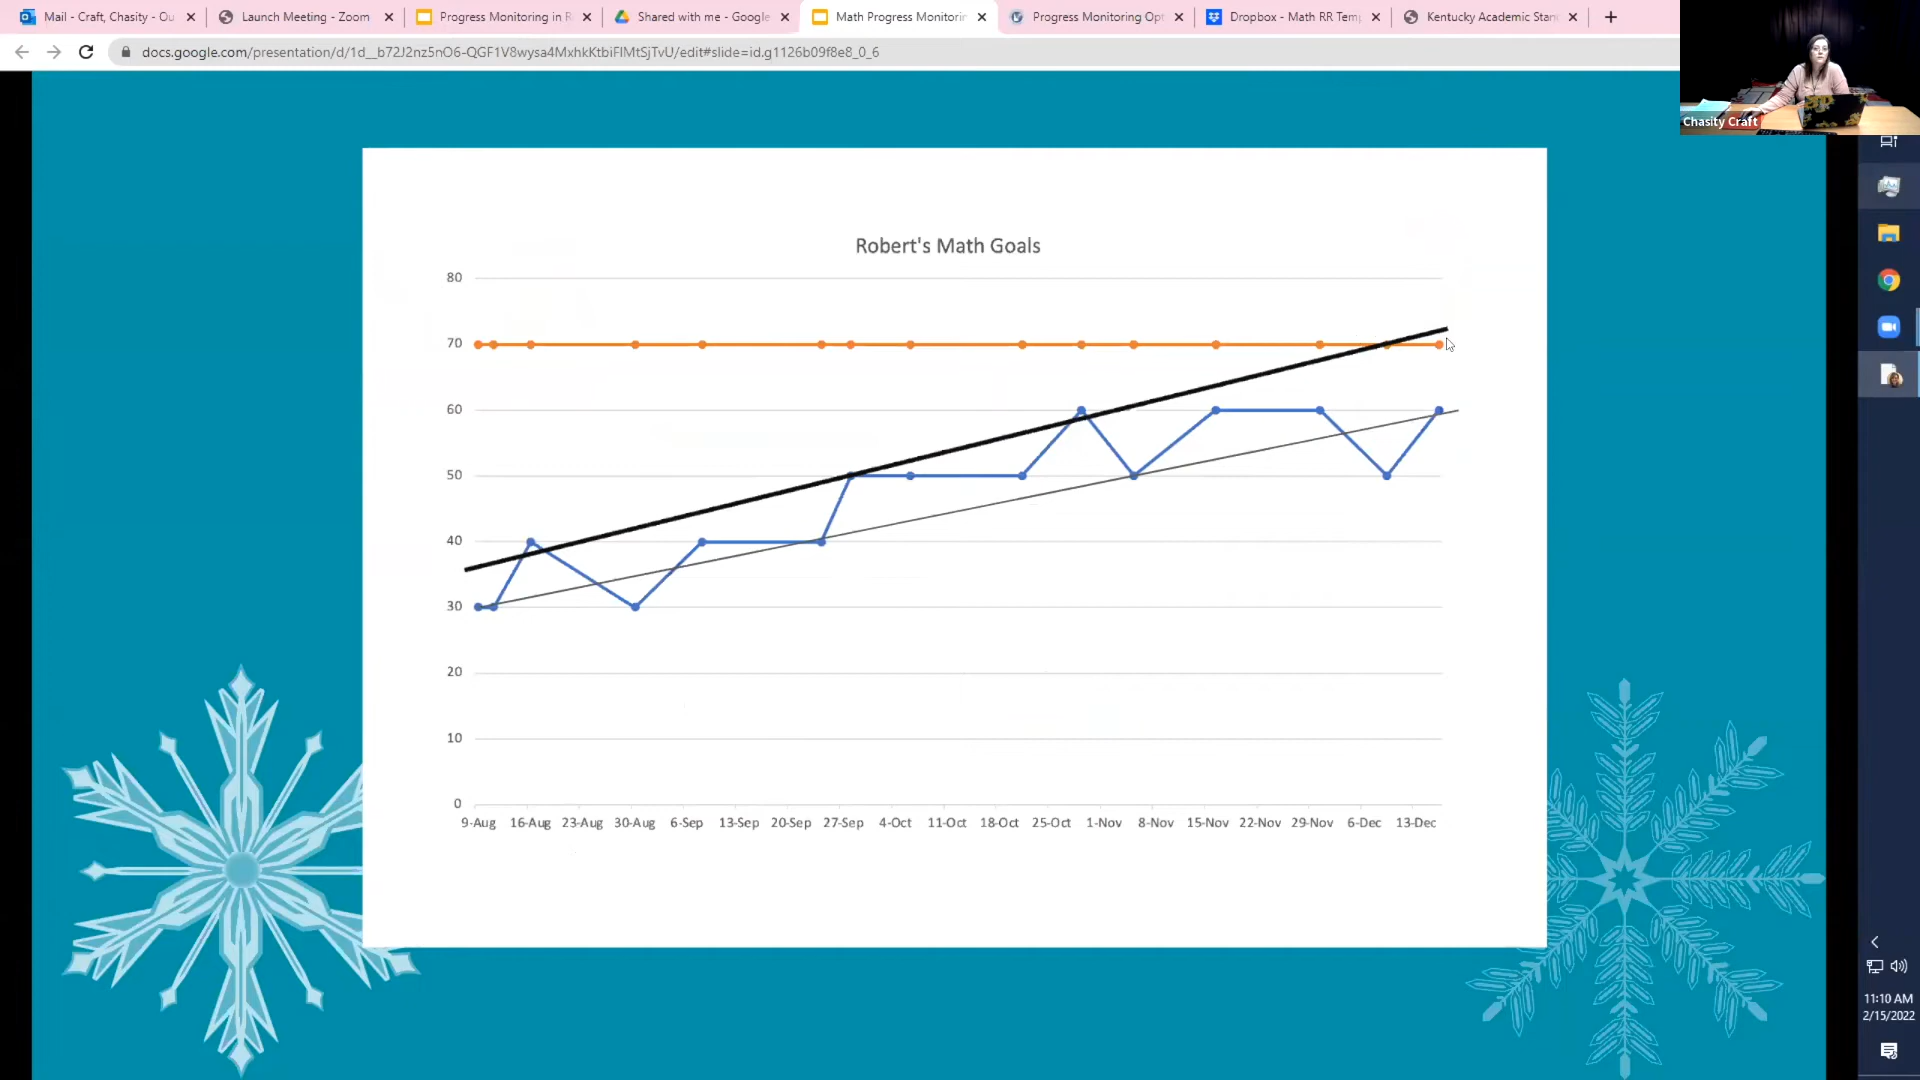 Mail - Craft, Chasity - Ou
Launch Meeting - Zoom
Progress Monitoring in R
Shared with me - Google
Math Progress Monitorin
Progress Monitoring Opt
Dropbox - Math RR Temp
Kentucky Academic Stan
docs.google.com/presentation/d/1d__b72J2nz5nO6-QGF1V8wysa4MxhkKtbiFlMtSjTvU/edit#slide=id.g1126b09f8e8_0_6
Chasity Craft
Robert's Math Goals
80
70
60
50
40
30
20
10
0
9-Aug 16-Aug 23-Aug 30-Aug 6-Sep 13-Sep 20-Sep 27-Sep 4-Oct 11-Oct 18-Oct 25-Oct 1-Nov 8-Nov 15-Nov 22-Nov 29-Nov 6-Dec 13-Dec
11:10 AM
2/15/2022